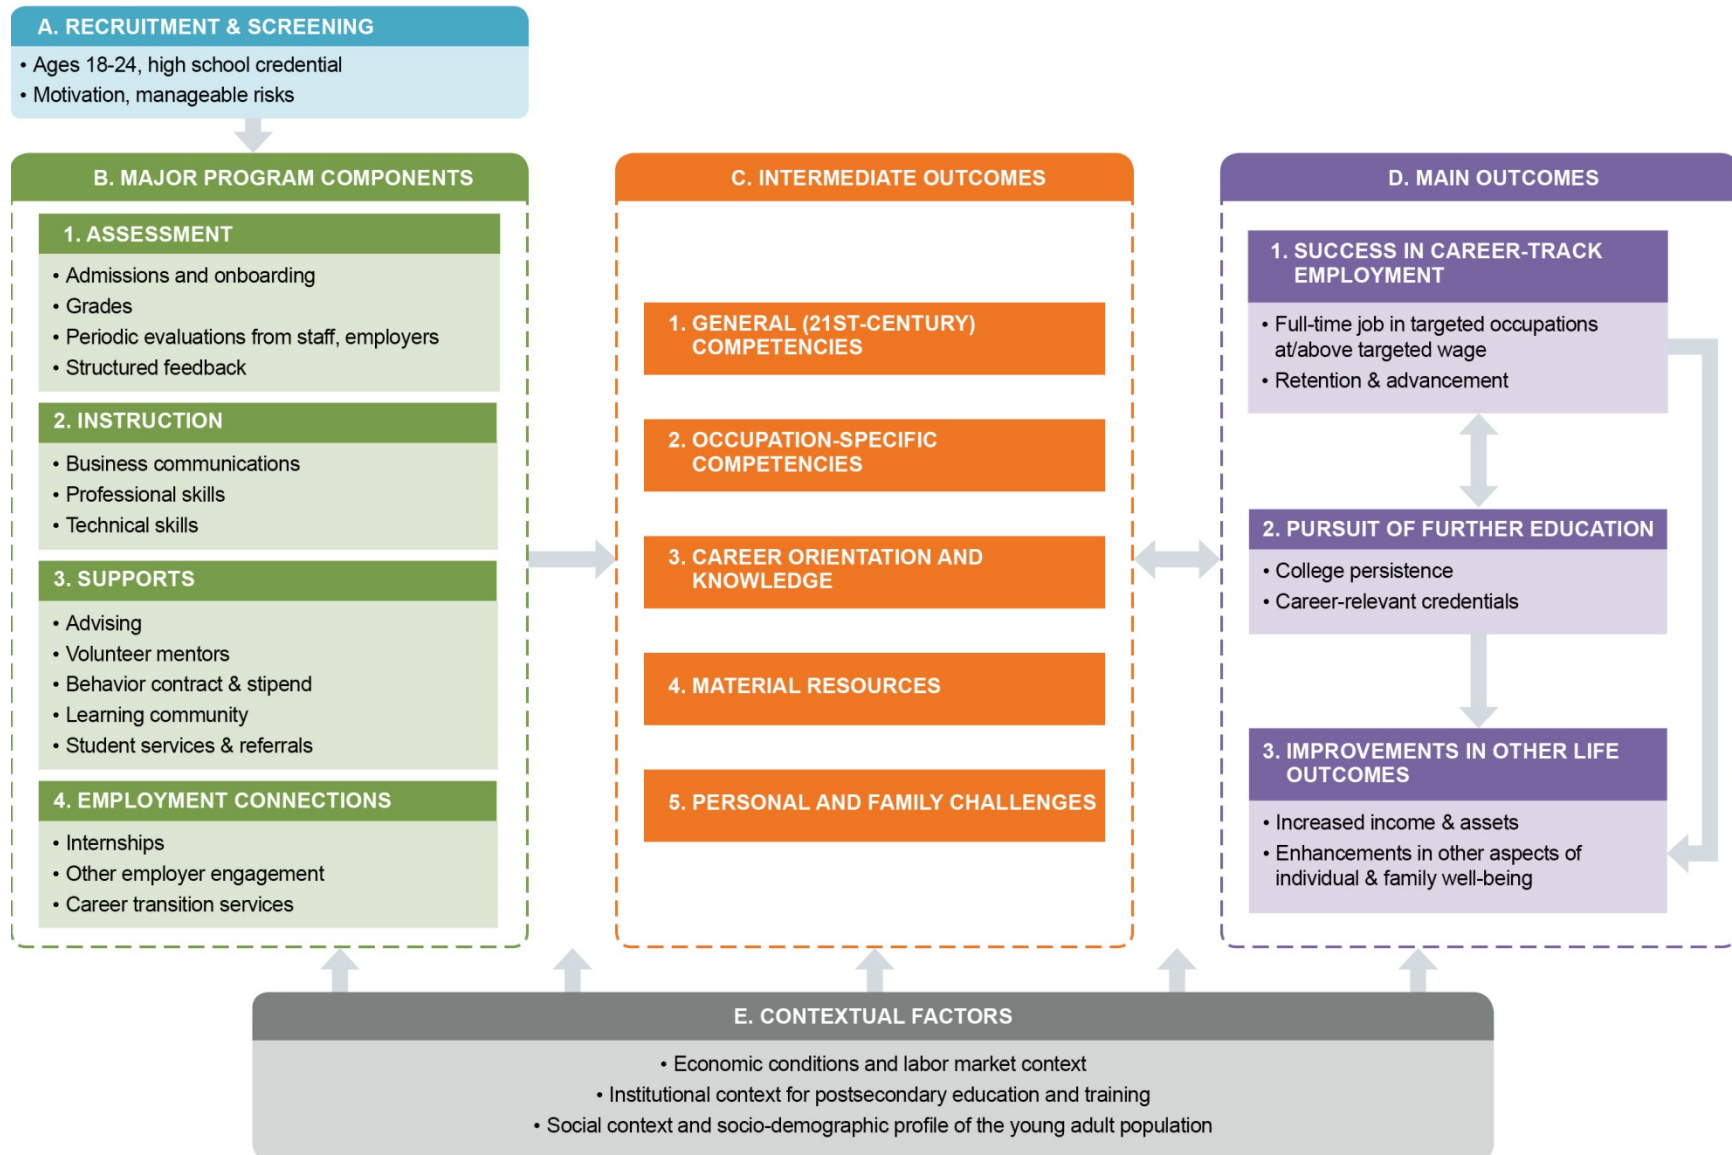 A. RECRUITMENT & SCREENING
• Ages 18-24, high school credential
• Motivation, manageable risks
B. MAJOR PROGRAM COMPONENTS
1. ASSESSMENT
• Admissions and onboarding
• Grades
• Periodic evaluations from staff, employers
• Structured feedback
2. INSTRUCTION
• Business communications
• Professional skills
• Technical skills
3. SUPPORTS
• Advising
• Volunteer mentors
• Behavior contract & stipend
• Learning community
• Student services & referrals
4. EMPLOYMENT CONNECTIONS
• Internships
• Other employer engagement
• Career transition services
C. INTERMEDIATE OUTCOMES
1. GENERAL (21ST-CENTURY)
COMPETENCIES
2. OCCUPATION-SPECIFIC
COMPETENCIES
3. CAREER ORIENTATION AND
KNOWLEDGE
4. MATERIAL RESOURCES
5. PERSONAL AND FAMILY CHALLENGES
D. MAIN OUTCOMES
1. SUCCESS IN CAREER-TRACK
EMPLOYMENT
• Full-time job in targeted occupations
at/above targeted wage
• Retention & advancement
2. PURSUIT OF FURTHER EDUCATION
• College persistence
• Career-relevant credentials
3. IMPROVEMENTS IN OTHER LIFE
OUTCOMES
• Increased income & assets
• Enhancements in other aspects of
individual & family well-being
E. CONTEXTUAL FACTORS
• Economic conditions and labor market context
• Institutional context for postsecondary education and training
• Social context and socio-demographic profile of the young adult population